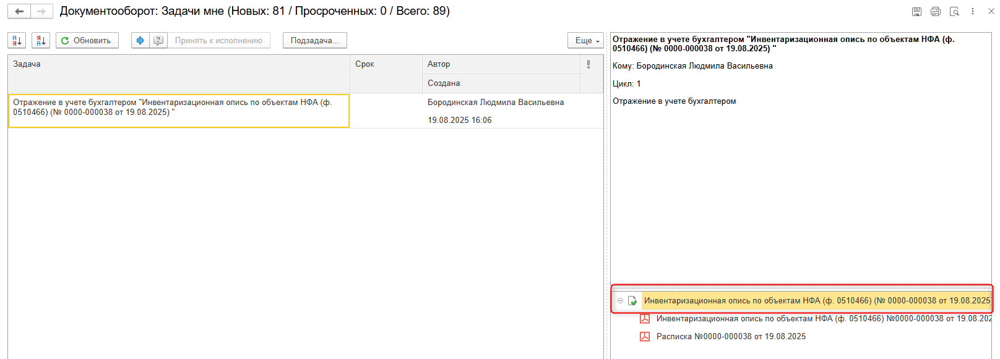 Документооборот: Задачи мне (Новых: 81 / Просроченных: 0 / Всего: 89)
А Я
Я А
Обновить
?
Принять к исполнению
Подзадача...
Еще
Задача
Срок
Автор
Создана
Отражение в учете бухгалтером "Инвентаризационная опись по объектам НФА (ф.
0510466) (№ 0000-000038 от 19.08.2025) "
Бородинская Людмила Васильевна
19.08.2025 16:06
Отражение в учете бухгалтером "Инвентаризационная опись по объектам НФА (ф.
0510466) (№ 0000-000038 от 19.08.2025) "
Кому: Бородинская Людмила Васильевна
Цикл: 1
Отражение в учете бухгалтером
Инвентаризационная опись по объектам НФА (ф. 0510466) (№ 0000-000038 от 19.08.2025
Инвентаризационная опись по объектам НФА (ф. 0510466) №0000-000038 от 19.08.202
Расписка №0000-000038 от 19.08.2025